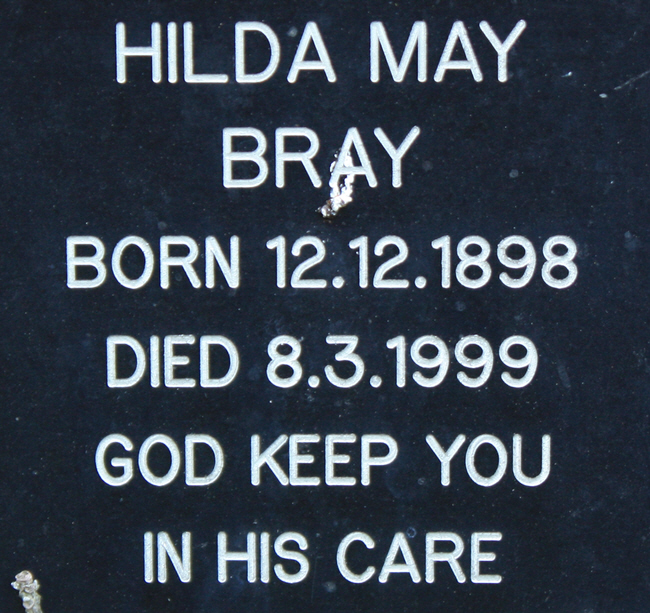 HILDA MAY
BRAY
BORN 12.12.1898
DIED 8.3.1999
GOD KEEP YOU
IN HIS CARE